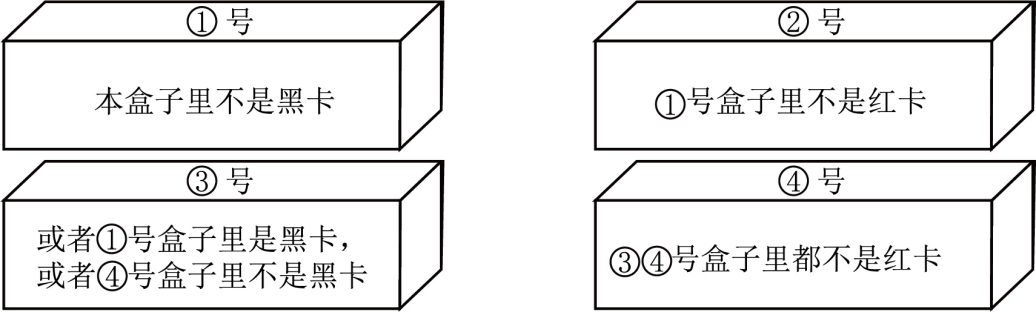 ①号
②号
本盒子里不是黑卡
①号盒子里不是红卡
③号
④号
或者①号盒子里是黑卡，
或者④号盒子里不是黑卡
③④号盒子里都不是红卡